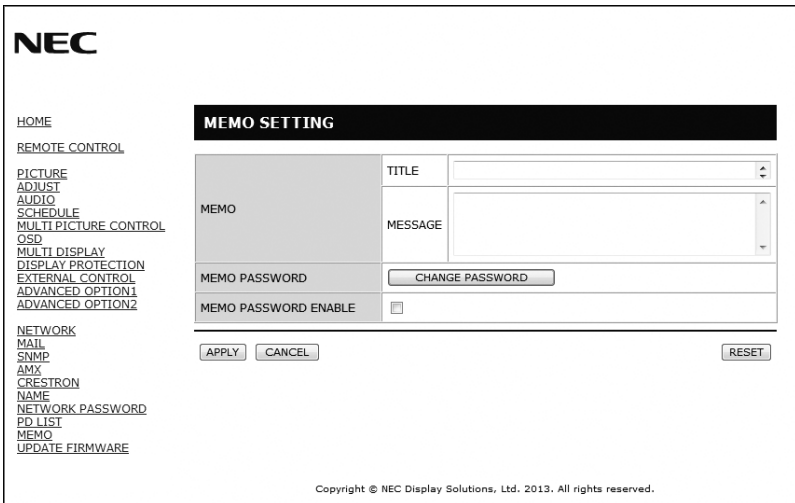 NEC
HOME
REMOTE CONTROL
PICTURE
ADJUST
AUDIO
SCHEDULE
MULTI PICTURE CONTROL
OSD
MULTI DISPLAY
DISPLAY PROTECTION
EXTERNAL CONTROL
ADVANCED OPTION1
ADVANCED OPTION2
NETWORK
MAIL
SNMP
AMX
CRESTRON
NAME
NETWORK PASSWORD
PD LIST
MEMO
UPDATE FIRMWARE
MEMO SETTING
MEMO
TITLE
MESSAGE
MEMO PASSWORD
CHANGE PASSWORD
MEMO PASSWORD ENABLE
APPLY
CANCEL
RESET
Copyright © NEC Display Solutions, Ltd. 2013. All rights reserved.